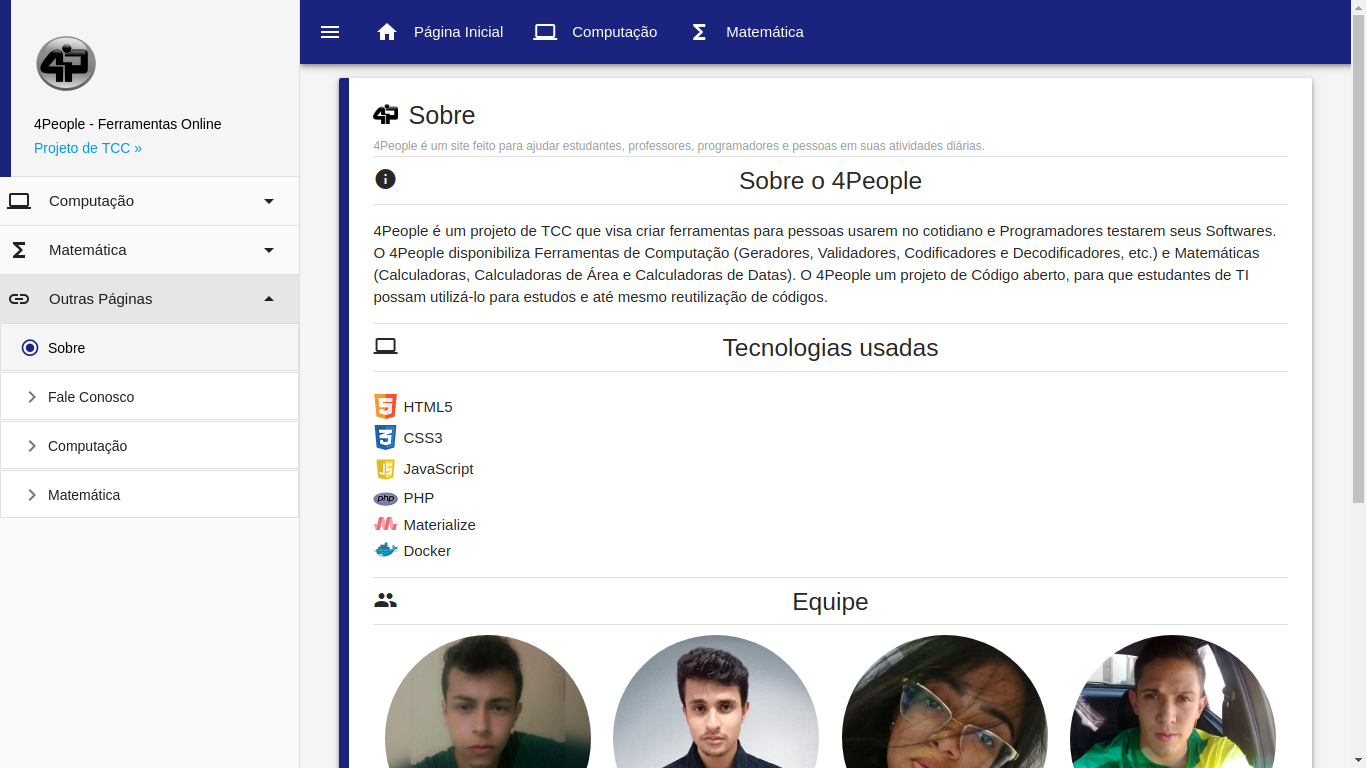 4P
4People - Ferramentas Online
Projeto de TCC »
Computação
Matemática
Outras Páginas
Sobre
Fale Conosco
Computação
Matemática
Página Inicial
Computação
Matemática
4P Sobre
4People é um site feito para ajudar estudantes, professores, programadores e pessoas em suas atividades diárias.
Sobre o 4People
4People é um projeto de TCC que visa criar ferramentas para pessoas usarem no cotidiano e Programadores testarem seus Softwares.
O 4People disponibiliza Ferramentas de Computação (Geradores, Validadores, Codificadores e Decodificadores, etc.) e Matemáticas
(Calculadoras, Calculadoras de Área e Calculadoras de Datas). O 4People um projeto de Código aberto, para que estudantes de TI
possam utilizá-lo para estudos e até mesmo reutilização de códigos.
Tecnologias usadas
HTML5
CSS3
JavaScript
php PHP
Materialize
Docker
Equipe